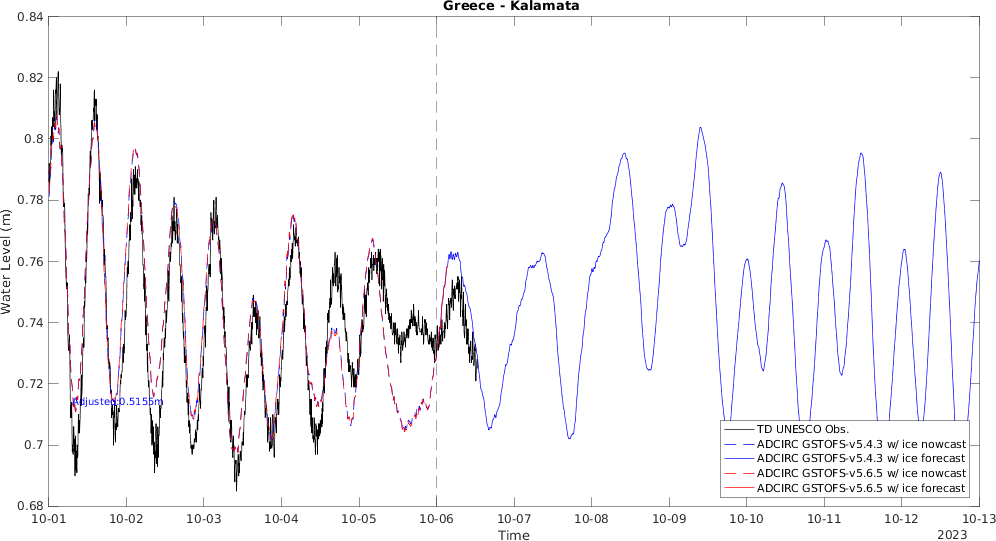 Greece - Kalamata
Water Level (m)
0.84
0.82
0.8
0.78
0.76
0.74
0.72
0.7
0.68
Adjusted:0.5155m
TD UNESCO Obs.
ADCIRC GSTOFS-v5.4.3 w/ ice nowcast
ADCIRC GSTOFS-v5.4.3 w/ ice forecast
ADCIRC GSTOFS-v5.6.5 w/ ice nowcast
ADCIRC GSTOFS-v5.6.5 w/ ice forecast
10-01 10-02 10-03 10-04 10-05 10-06 10-07 10-08 10-09 10-10 10-11 10-12 10-13
Time
2023